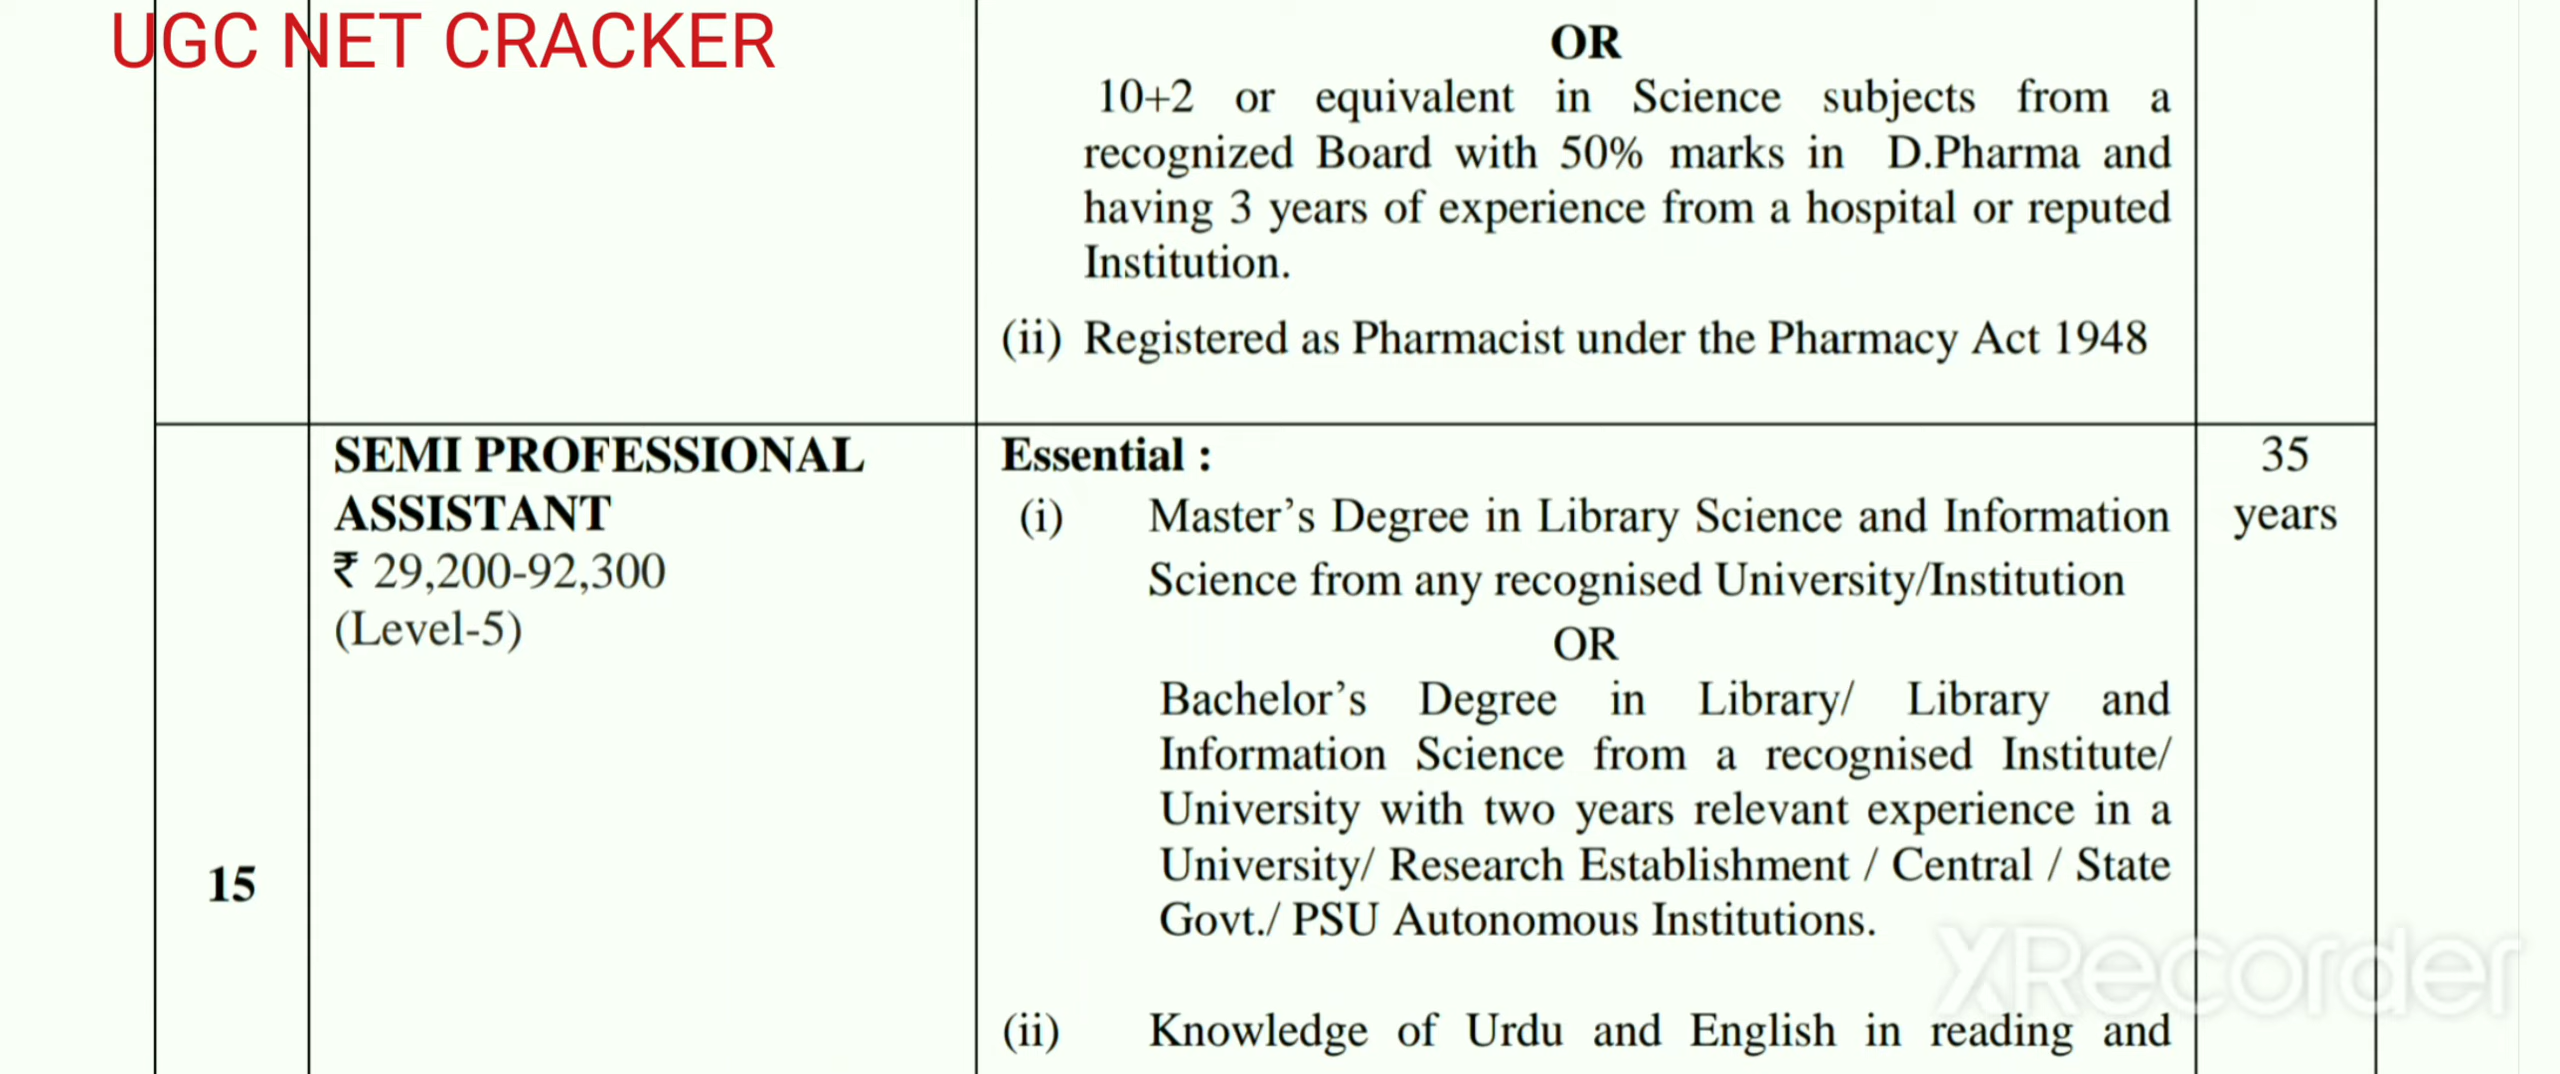 UGC NET CRACKER
OR
10+2 or equivalent in Science subjects from a
recognized Board with 50% marks in D.Pharma and
having 3 years of experience from a hospital or reputed
Institution.
(ii) Registered as Pharmacist under the Pharmacy Act 1948
15
SEMI PROFESSIONAL
ASSISTANT
₹ 29,200-92,300
(Level-5)
Essential :
(i) Master’s Degree in Library Science and Information
Science from any recognised University/Institution
OR
Bachelor’s Degree in Library/ Library and
Information Science from a recognised Institute/
University with two years relevant experience in a
University/ Research Establishment / Central / State
Govt./ PSU Autonomous Institutions.
(ii) Knowledge of Urdu and English in reading and
35
years
XRecorder